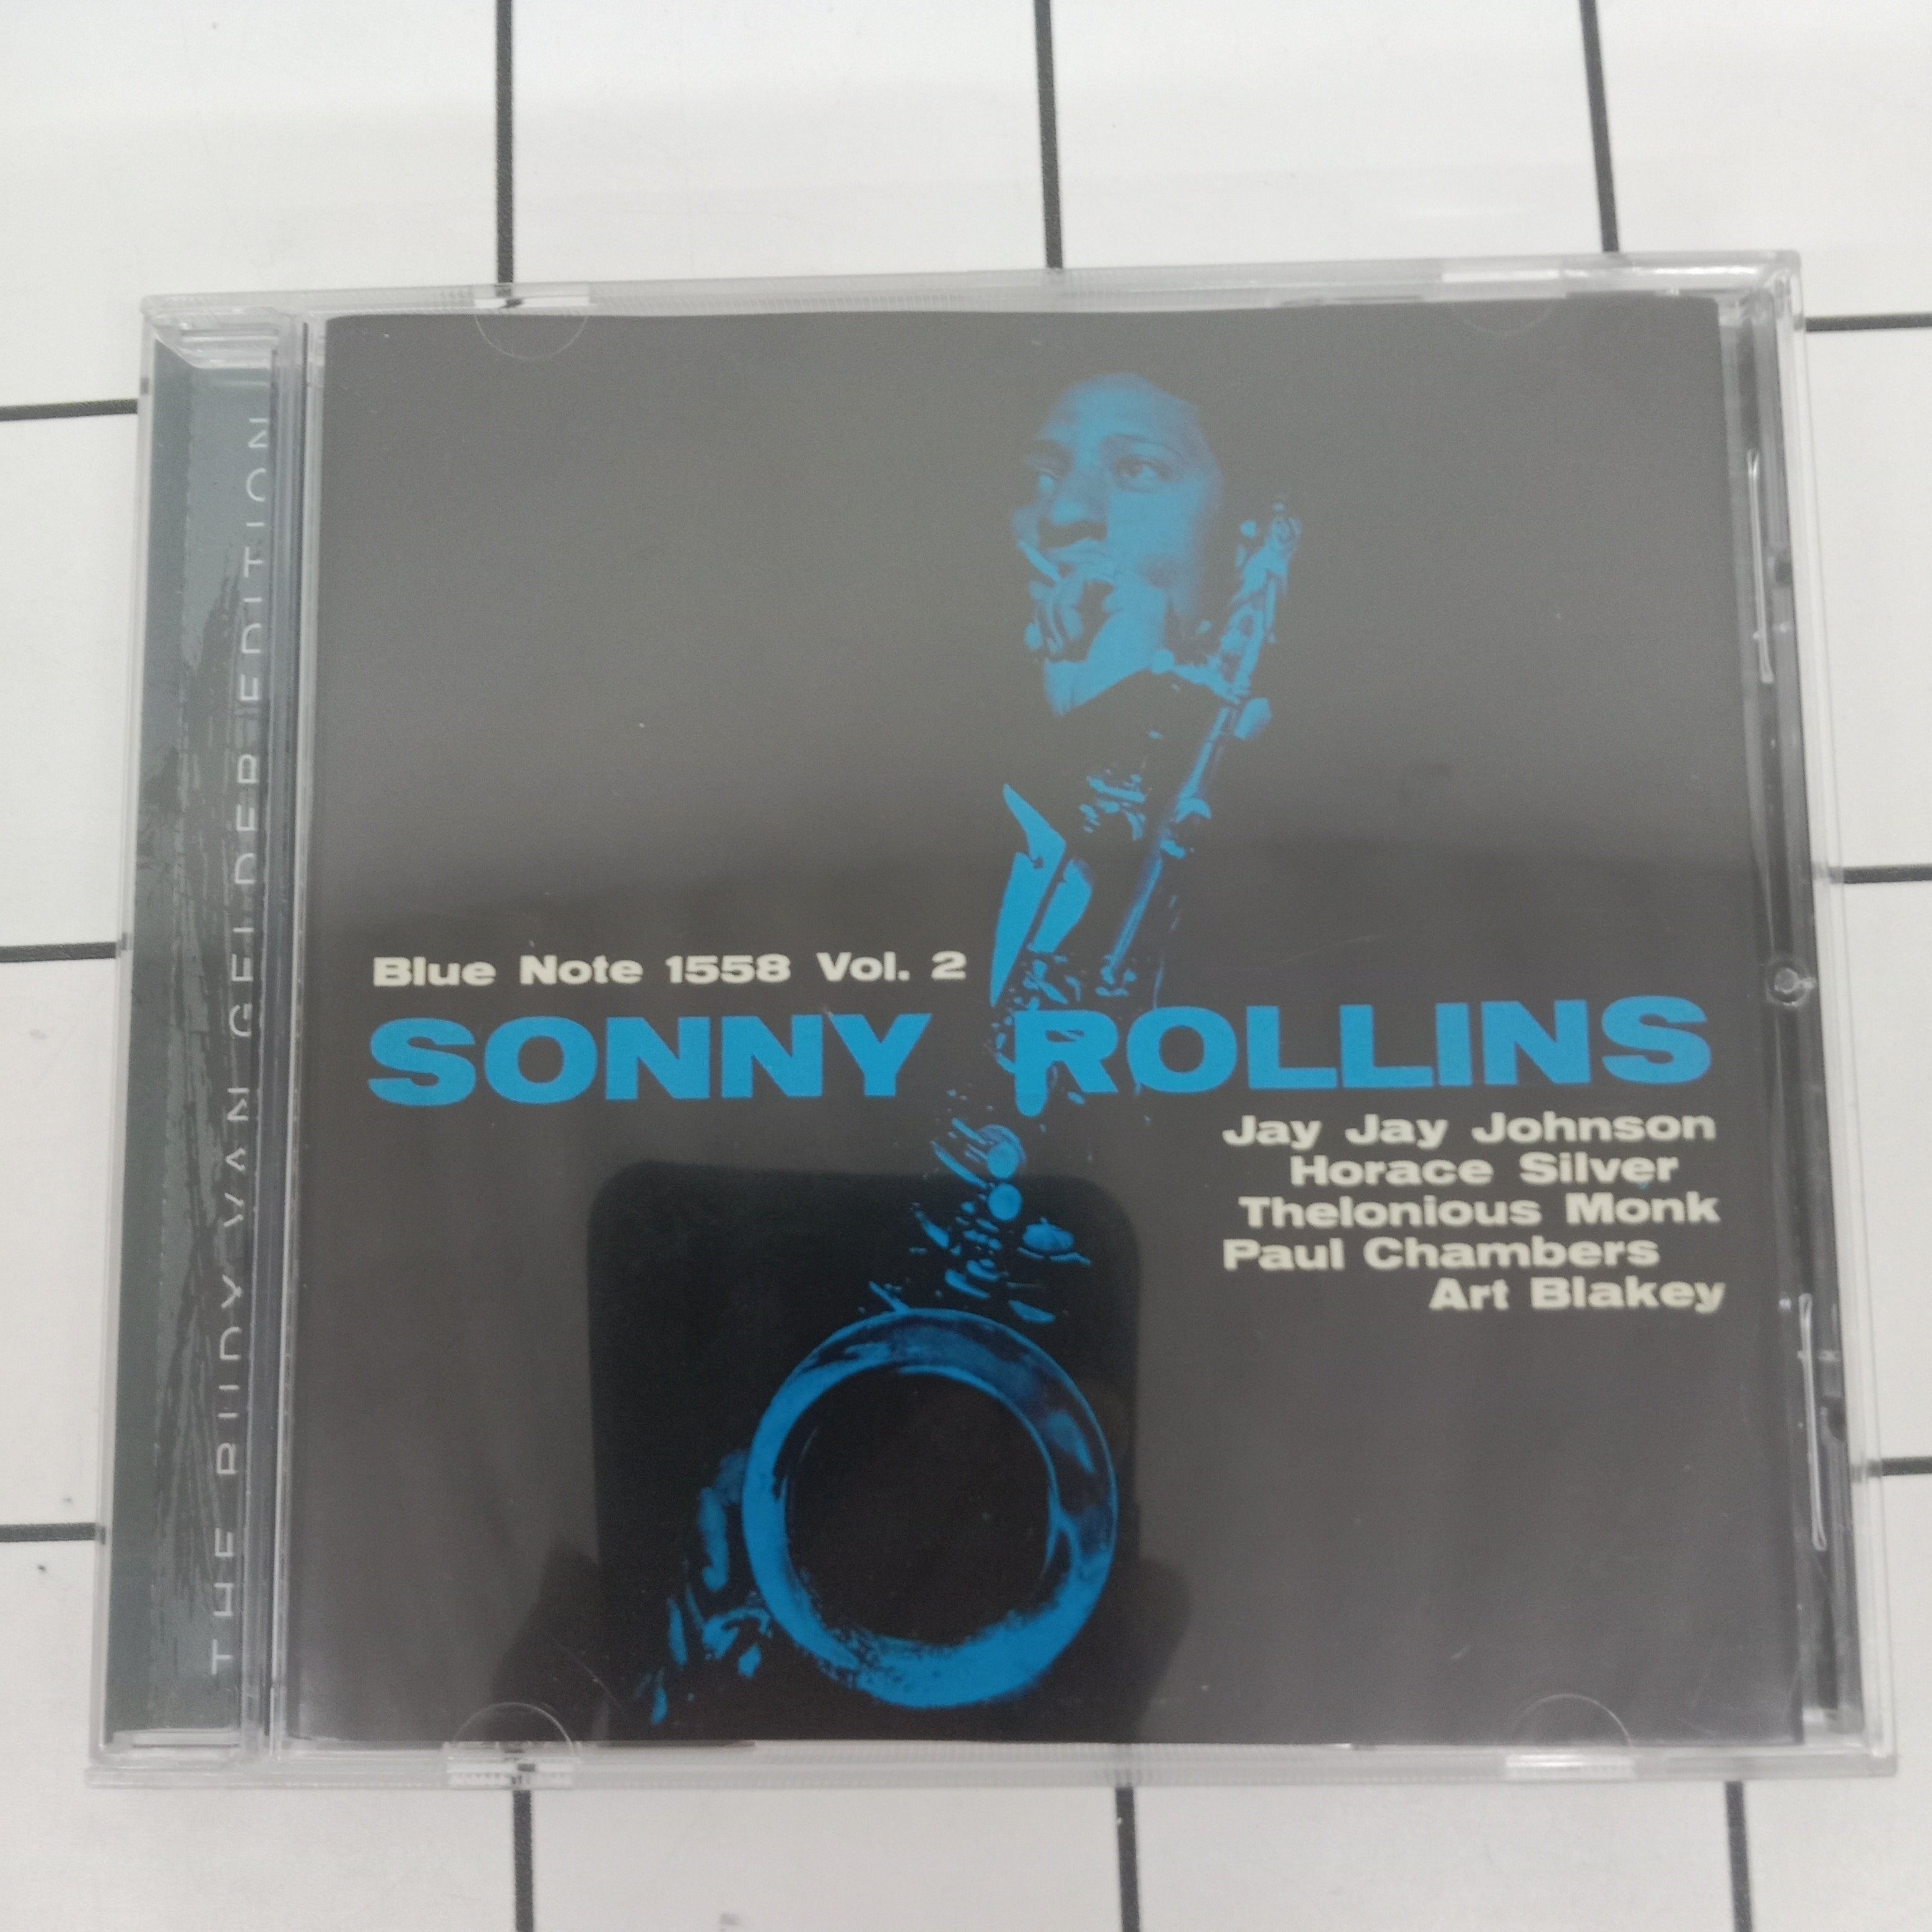 THE RUDY VAN GELDER EDITION
Blue Note 1558 Vol. 2
SONNY ROLLINS
Jay Jay Johnson
Horace Silver
Thelonious Monk
Paul Chambers
Art Blakey